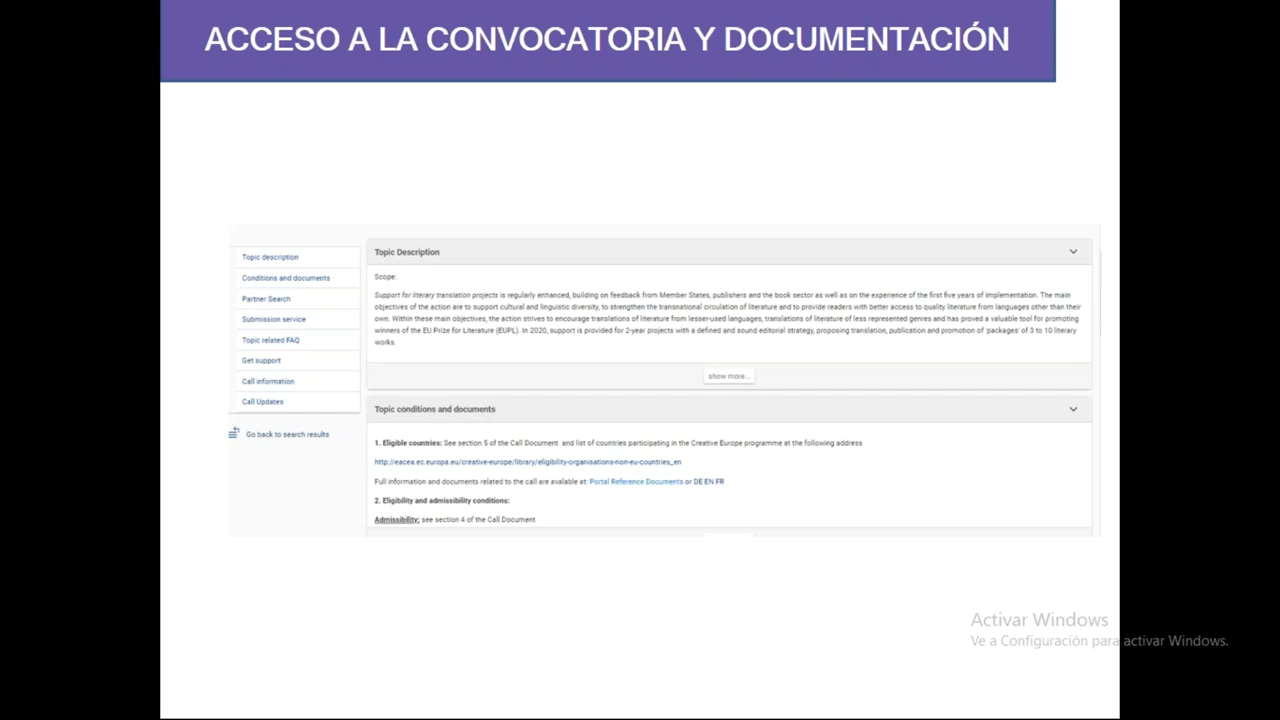 ACCESO A LA CONVOCATORIA Y DOCUMENTACIÓN
Topic description
Conditions and documents
Partner Search
Submission service
Topic related FAQ
Get support
Call information
Call Updates
Go back to search results
Topic Description
Scope:
Support for literary translation projects is regularly enhanced, building on feedback from Member States, publishers and the book sector as well as on the experience of the first five years of implementation. The main
objectives of the action are to support cultural and linguistic diversity, to strengthen the transnational circulation of literature and to provide readers with better access to quality literature from languages other than their
own. Within these main objectives, the action strives to encourage translations of literature from lesser-used languages, translations of literature of less represented genres and has proved a valuable tool for promoting
winners of the EU Prize for Literature (EUPL). In 2020, support is provided for 2-year projects with a defined and sound editorial strategy, proposing translation, publication and promotion of 'packages' of 3 to 10 literary
works.
show more...
Topic conditions and documents
1. Eligible countries: See section 5 of the Call Document and list of countries participating in the Creative Europe programme at the following address
http://eacea.ec.europa.eu/creative-europe/library/eligibility-organisations-non-eu-countries_en
Full information and documents related to the call are avalable at: Portal Reference Documents or DE EN FR
2. Eligibility and admissibility conditions:
Admissibility: see section 4 of the Call Document
Activar Windows
Ve a Configuración para activar Windows.